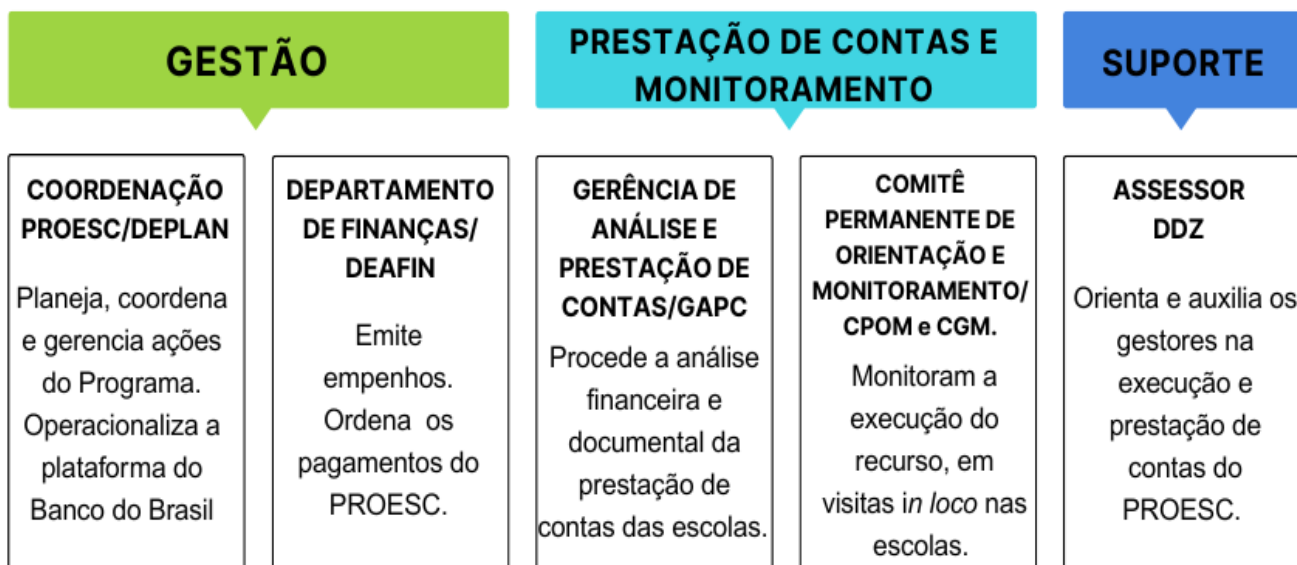 GESTÃO
PRESTAÇÃO DE CONTAS E
MONITORAMENTO
SUPORTE
COORDENAÇÃO
PROESC/DEPLAN
Planeja, coordena
e gerencia ações
do Programa.
Operacionaliza a
plataforma do
Banco do Brasil
DEPARTAMENTO
DE FINANÇAS/
DEAFIN
Emite
empenhos.
Ordena os
pagamentos do
PROESC.
GERÊNCIA DE
ANÁLISE E
PRESTAÇÃO DE
CONTAS/GAPC
Procede a análise
financeira e
documental da
prestação de
contas das escolas.
COMITÊ
PERMANENTE DE
ORIENTAÇÃO E
MONITORAMENTO/
CPOM e CGM.
Monitoram a
execução do
recurso, em
visitas in loco nas
escolas.
ASSESSOR
DDZ
Orienta e auxilia os
gestores na
execução e
prestação de
contas do
PROESC.